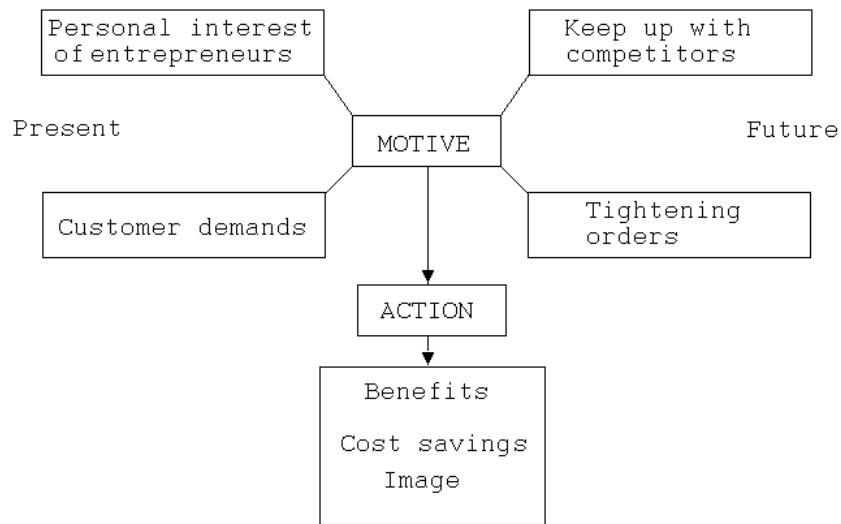 Personal interest
of entrepreneurs
Keep up with
competitors
Present
MOTIVE
Future
Customer demands
Tightening
orders
ACTION
Benefits
Cost savings
Image